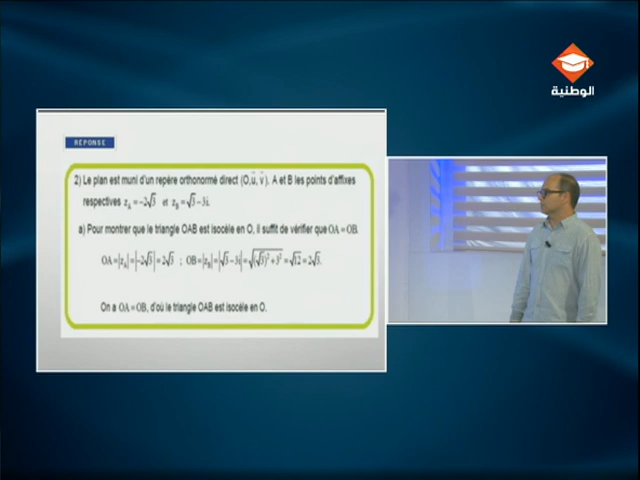 الوطنية
RÉPONSE
2) Le plan est muni d'un repère orthonormé direct (O,u⃗,v⃗). A et B les points d'affixes
respectives z_A = -2√3 et z_B = √3 - 3i.
a) Pour montrer que le triangle OAB est isocèle en O, il suffit de vérifier que OA = OB.
OA = |z_A| = |-2√3| = 2√3 ; OB = |z_B| = |√3 - 3i| = √((√3)² + 3²) = √12 = 2√3.
On a OA = OB, d'où le triangle OAB est isocèle en O.